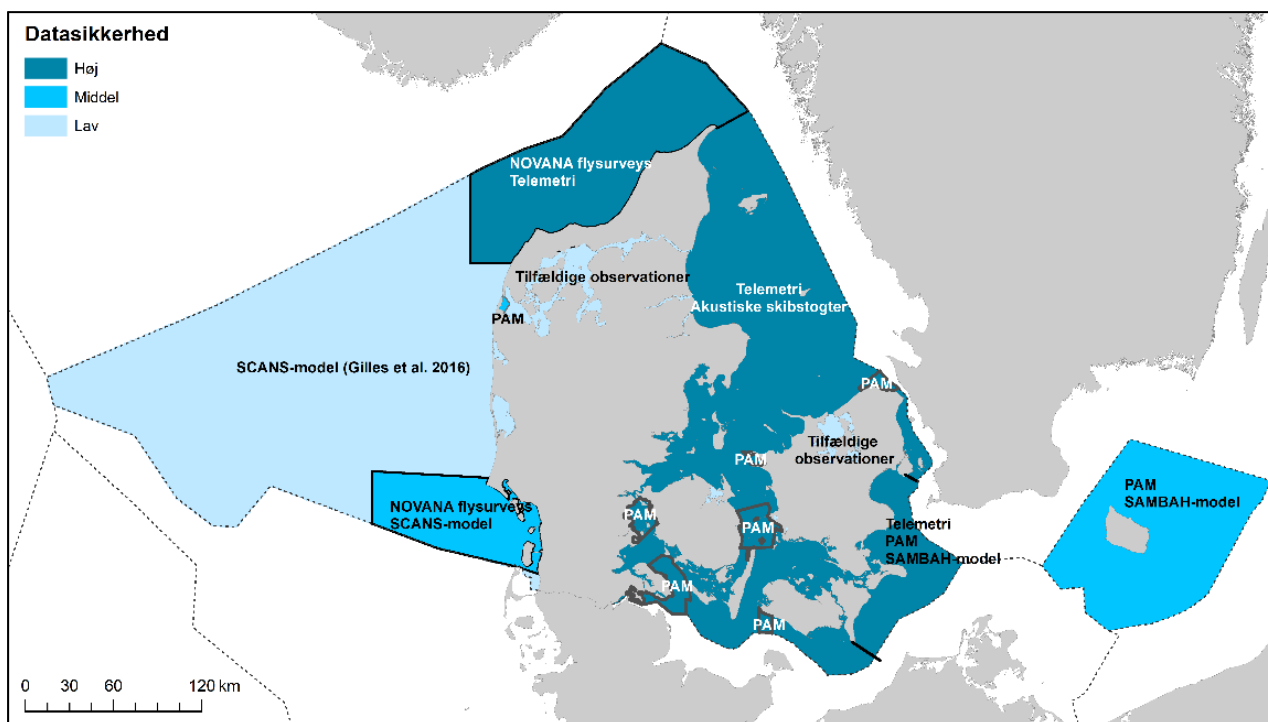 Datasikkerhed
Høj
Middel
Lav
NOVANA flysurveys
Telemetri
Tilfældige observationer
PAM
Telemetri
Akustiske skibstogter
SCANS-model (Gilles et al. 2016)
PAM
Tilfældige
observationer
PAM
NOVANA flysurveys
SCANS-model
PAM
PAM
PAM
SAMBAH-model
Telemetri
PAM
SAMBAH-model
PAM
PAM
0 30 60 120 km